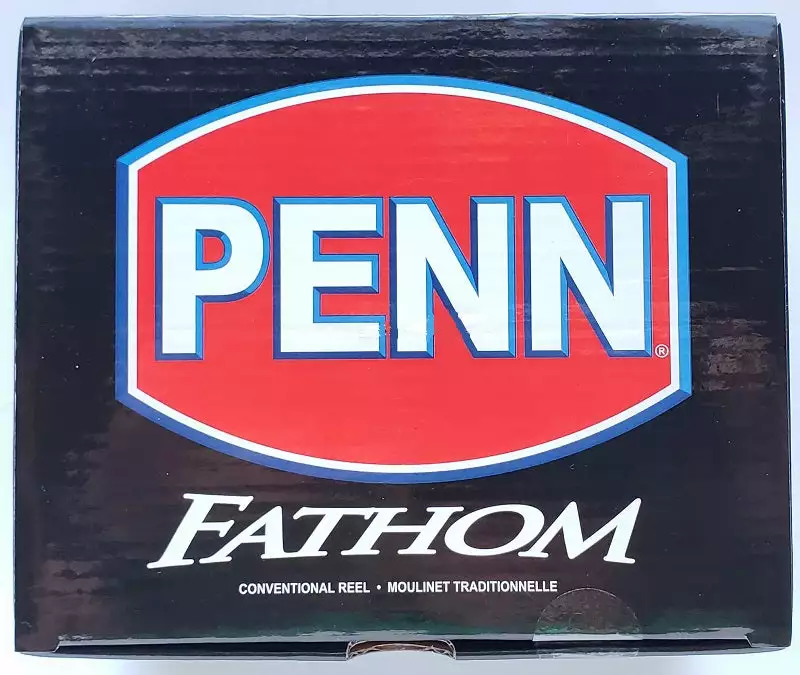 PENN®
FATHOM
CONVENTIONAL REEL • MOULINET TRADITIONNELLE